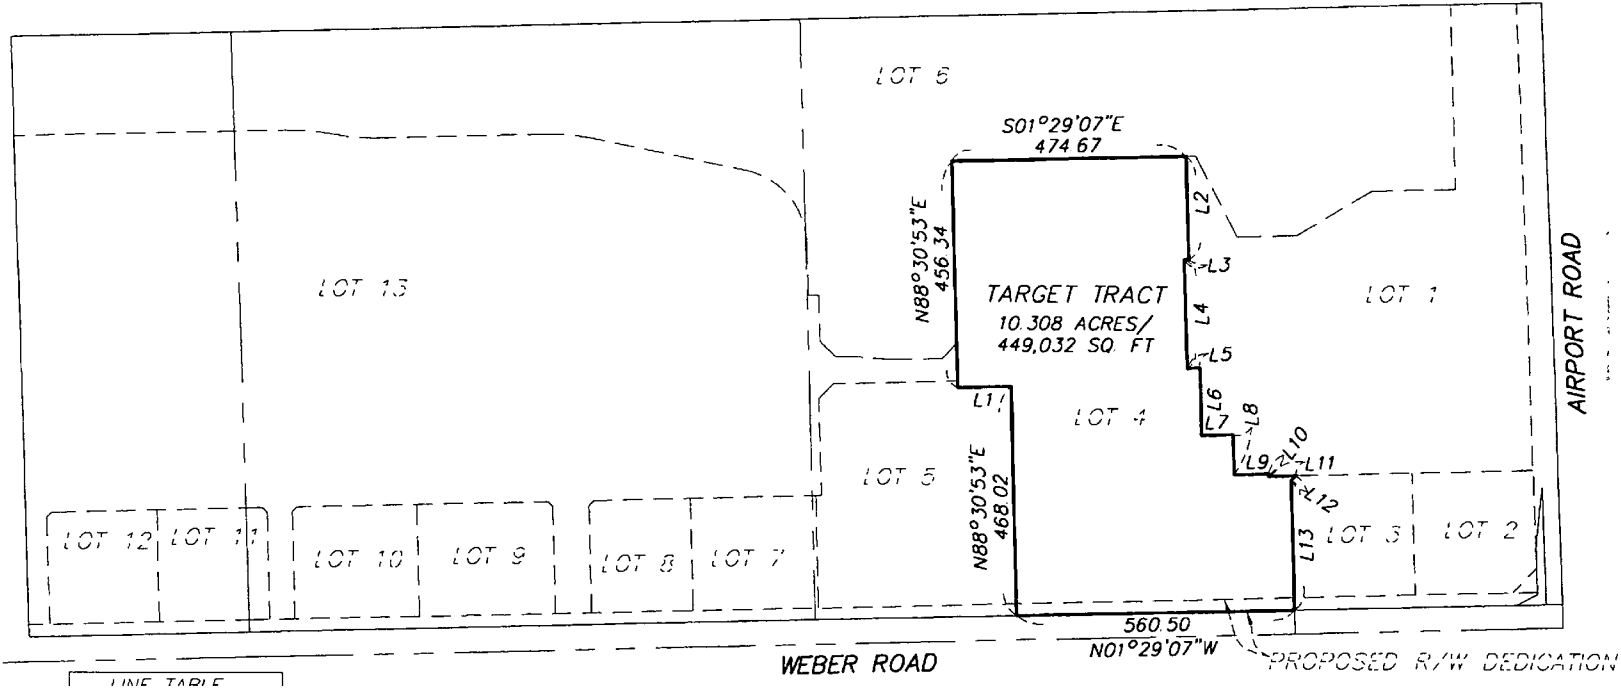 LOT 6
S01°29'07"E
474.67
N88°30'53"E
456.34
L2
L3
TARGET TRACT
10.308 ACRES/
449,032 SQ. FT
L4
L5
LOT 13
LOT 1
AIRPORT ROAD
L1
L6
L7
L8
LOT 4
L9
L10
L11
L12
LOT 5
N88°30'53"E
468.02
L13
LOT 12
LOT 11
LOT 10
LOT 9
LOT 8
LOT 7
LOT 3
LOT 2
560.50
N01°29'07"W
WEBER ROAD
PROPOSED R/W DEDICATION
LINE TABLE